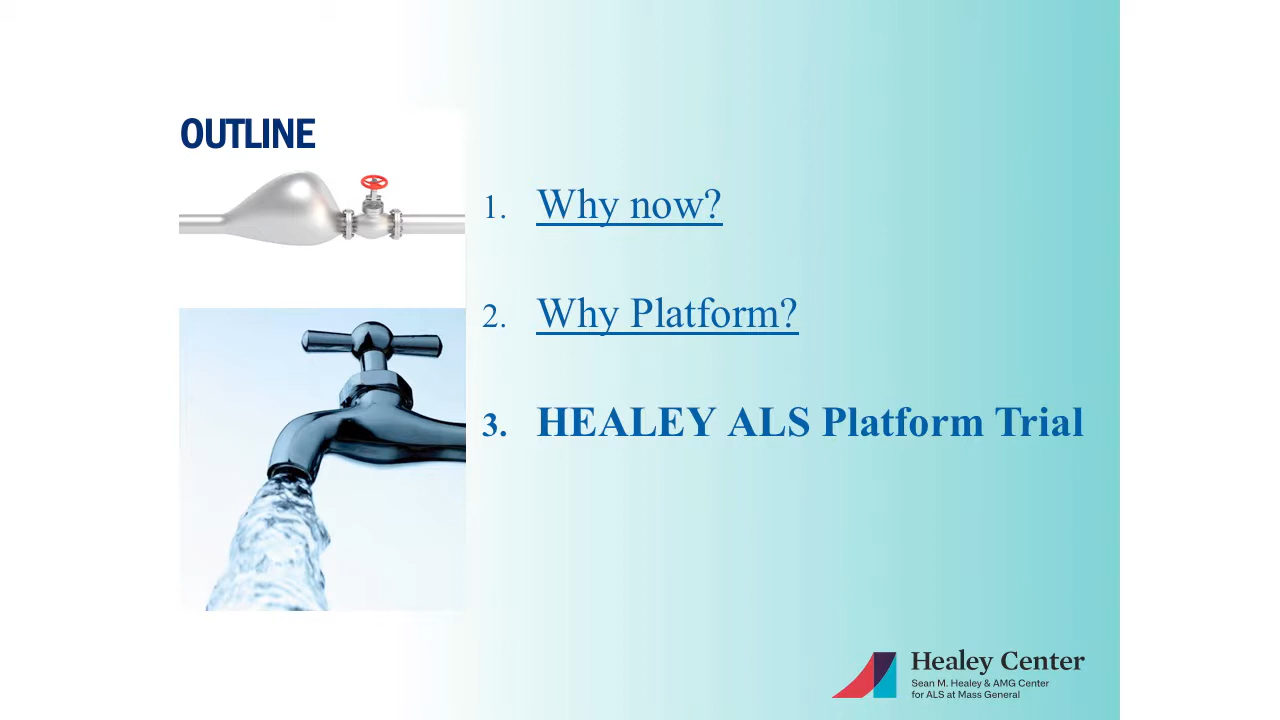 OUTLINE
1. Why now?
2. Why Platform?
3. HEALEY ALS Platform Trial
Healey Center
Sean M. Healey & AMG Center
for ALS at Mass General